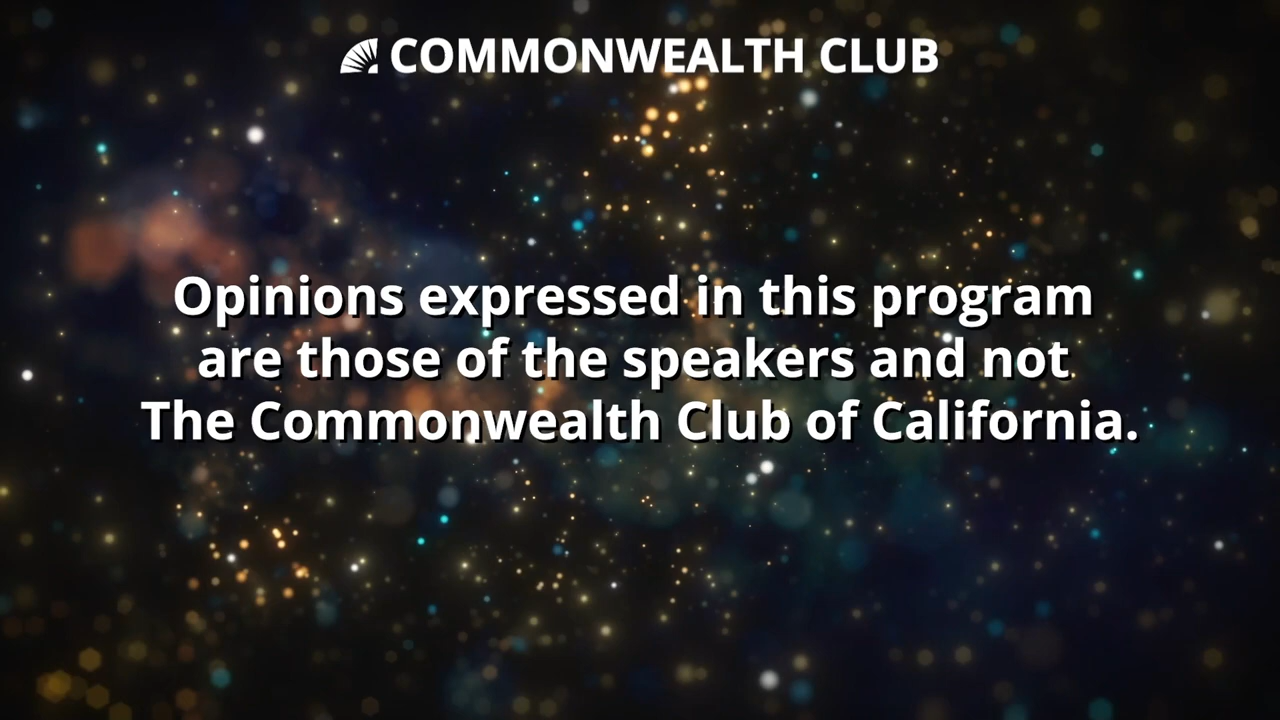 COMMONWEALTH CLUB
Opinions expressed in this program
are those of the speakers and not
The Commonwealth Club of California.